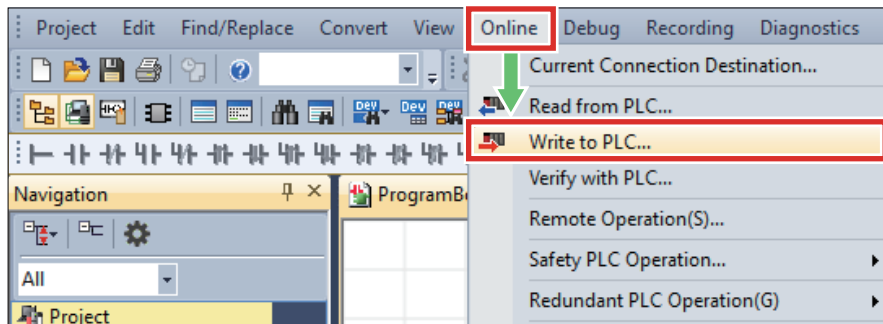 Project Edit Find/Replace Convert View Online Debug Recording Diagnostics
Current Connection Destination...
Read from PLC...
Write to PLC...
Verify with PLC...
Remote Operation(S)...
Safety PLC Operation...
Redundant PLC Operation(G)
Navigation
All
Project